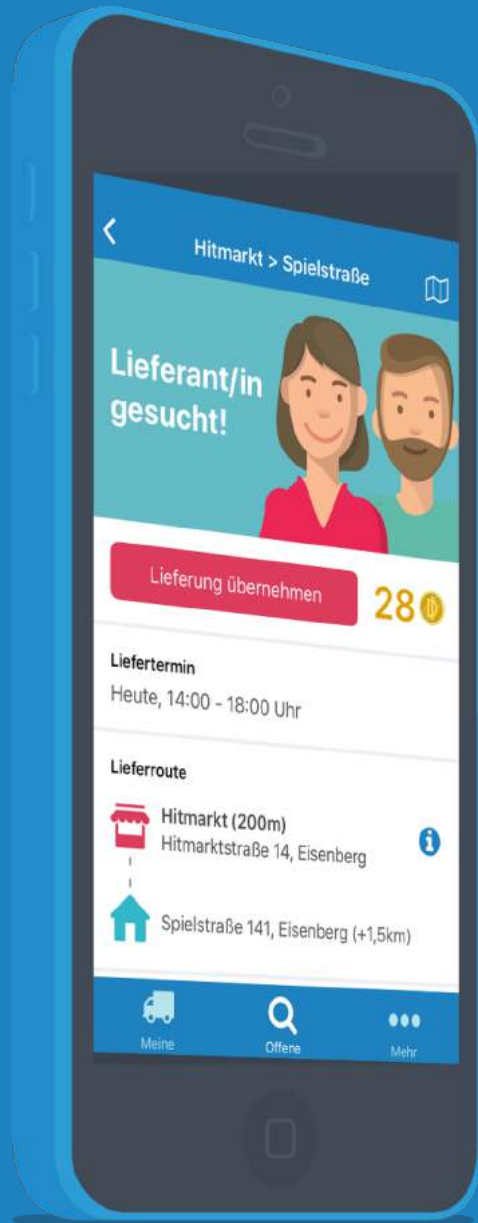 Hitmarkt > Spielstraße
Lieferant/in
gesucht!
Lieferung übernehmen
28
Liefertermin
Heute, 14:00 - 18:00 Uhr
Lieferroute
Hitmarkt (200m)
Hitmarktstraße 14, Eisenberg
Spielstraße 141, Eisenberg (+1,5km)
Meine
Offene
Mehr